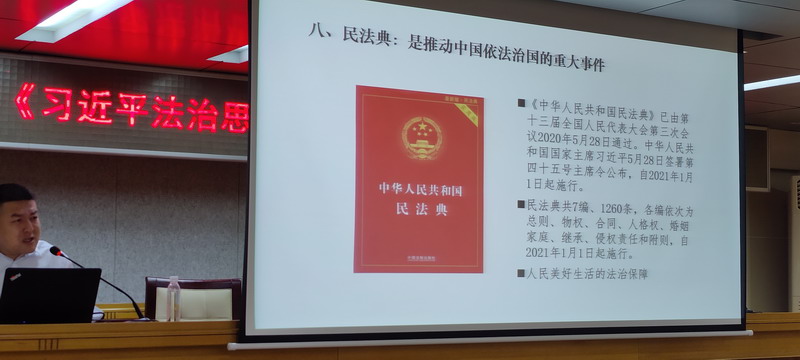 八、民法典：是推动中国依法治国的重大事件
《习近平法治思
中华人民共和国
民法典
中国法制出版社
《中华人民共和国民法典》已由第
十三届全国人民代表大会第三次会
议2020年5月28日通过。中华人民共
和国国家主席习近平5月28日签署第
四十五号主席令公布，自2021年1月
1日起施行。
民法典共7编、1260条，各编依次为
总则、物权、合同、人格权、婚姻
家庭、继承、侵权责任和附则，自
2021年1月1日起施行。
人民美好生活的法治保障